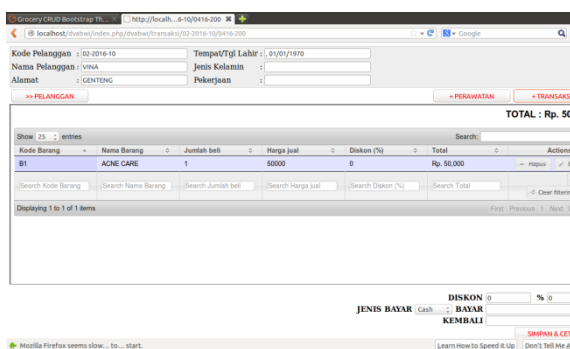 Grocery CRUD Bootstrap Th... × http://localh...6-10/0416-200 ×
localhost/dvabwi/index.php/dvabwi/transaksi/02-2016-10/0416-200 Google
Kode Pelanggan : 02-2016-10 Tempat/Tgl Lahir : , 01/01/1970
Nama Pelanggan : VINA Jenis Kelamin :
Alamat : GENTENG Pekerjaan :
>> PELANGGAN + PERAWATAN + TRANSAKS
TOTAL : Rp. 50
Show 25 entries Search:
Kode Barang Nama Barang Jumlah beli Harga jual Diskon (%) Total Actions
B1 ACNE CARE 1 50000 0 Rp. 50,000 Hapus
Search Kode Barang Search Nama Barang Search Jumlah beli Search Harga jual Search Diskon (%) Search Total
Clear filterin
Displaying 1 to 1 of 1 items First Previous 1 Next
DISKON 0 % 0
JENIS BAYAR Cash BAYAR
KEMBALI
SIMPAN & CET
Mozilla Firefox seems slow... to... start. Learn How to Speed It Up Don't Tell Me A